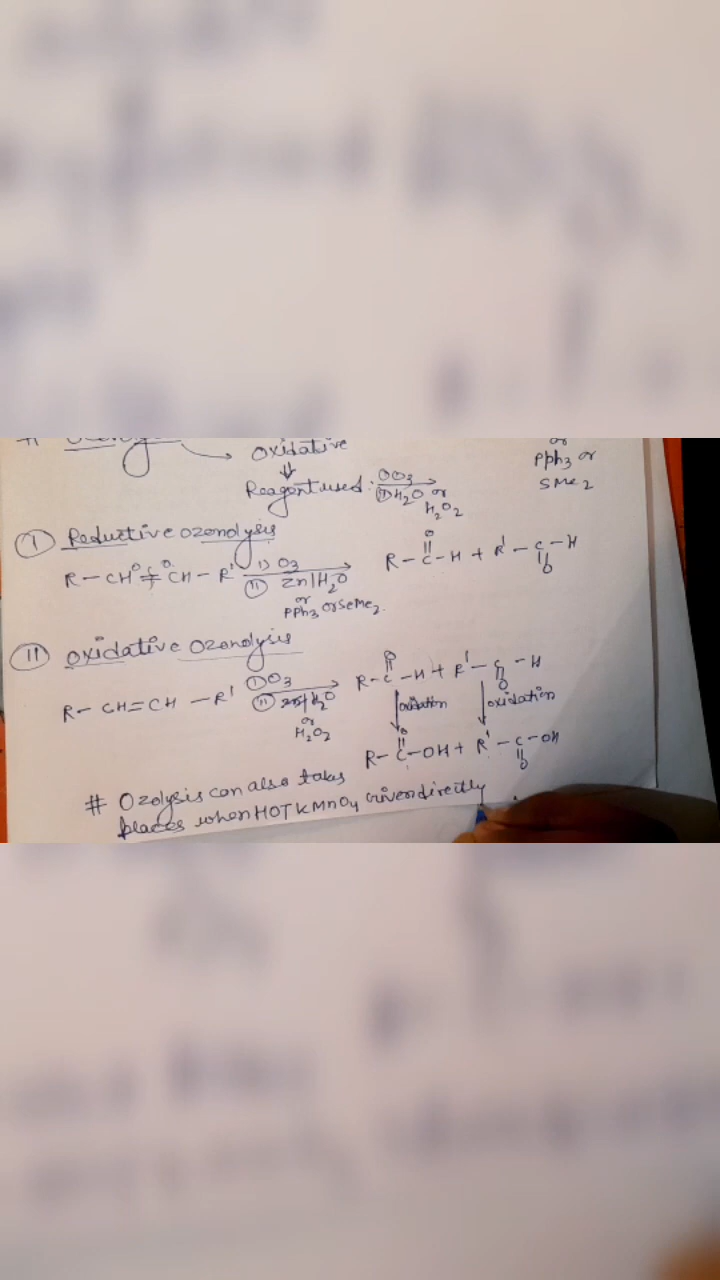 oxidative
or
PPh3 or
SMe2
Reagent used : (i) O3
(ii) H2O or
H2O2
(I) Reductive ozonolysis
R - CH = CH - R' i) O3 R - C - H + R' - C - H
(ii) Zn|H2O O O
or
PPh3 or SeMe2
(II) oxidative ozonolysis
R - CH = CH - R' (i) O3 R - C - H + R' - C - H
(ii) H2O O O
or oxidation oxidation
H2O2
R - C - OH + R' - C - OH
O O
# Ozolysis can also takes
places when HOT KMnO4 given directly